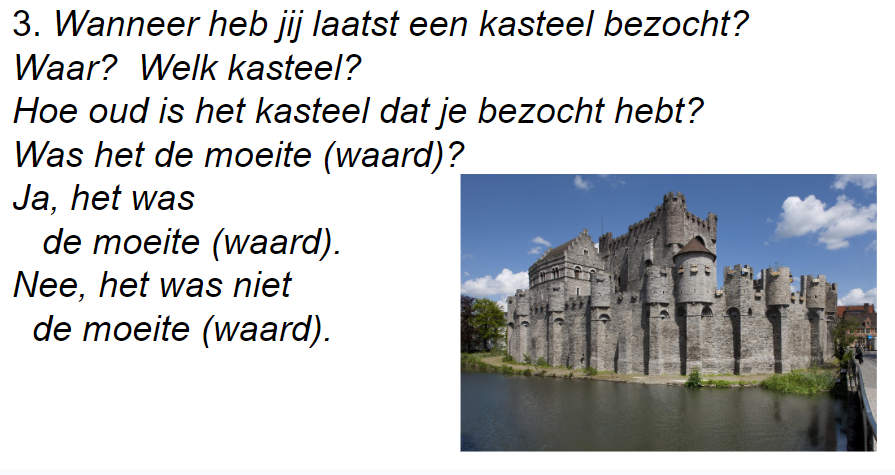 3. Wanneer heb jij laatst een kasteel bezocht?
Waar?  Welk kasteel?
Hoe oud is het kasteel dat je bezocht hebt?
Was het de moeite (waard)?
Ja, het was
de moeite (waard).
Nee, het was niet
de moeite (waard).